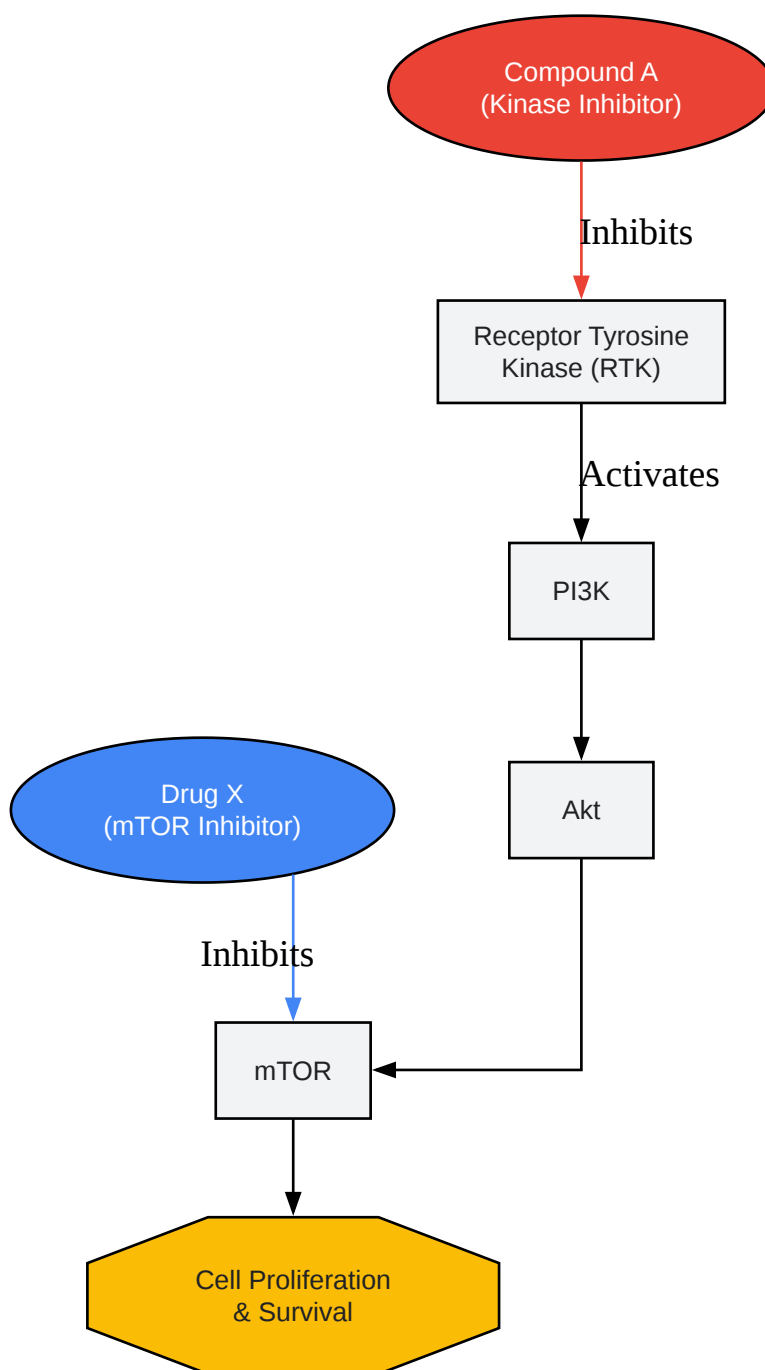 Compound A
(Kinase Inhibitor)
Inhibits
Receptor Tyrosine
Kinase (RTK)
Activates
PI3K
Drug X
(mTOR Inhibitor)
Akt
Inhibits
mTOR
Cell Proliferation
& Survival